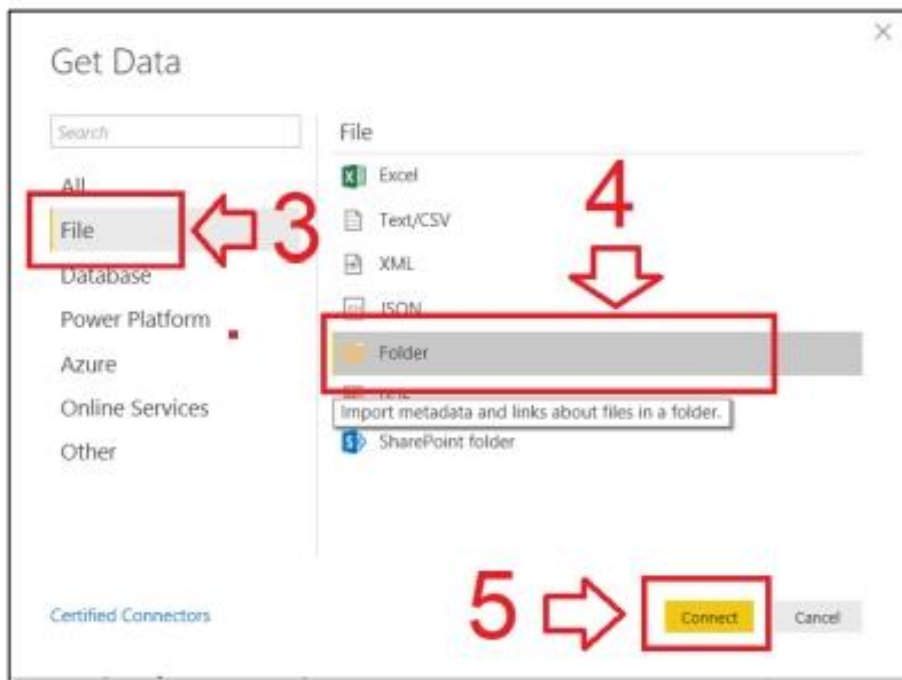 Get Data
Search
All
File
Database
Power Platform
Azure
Online Services
Other
3
File
Excel
Text/CSV
XML
JSON
Folder
Import metadata and links about files in a folder.
SharePoint folder
4
Certified Connectors
5
Connect
Cancel